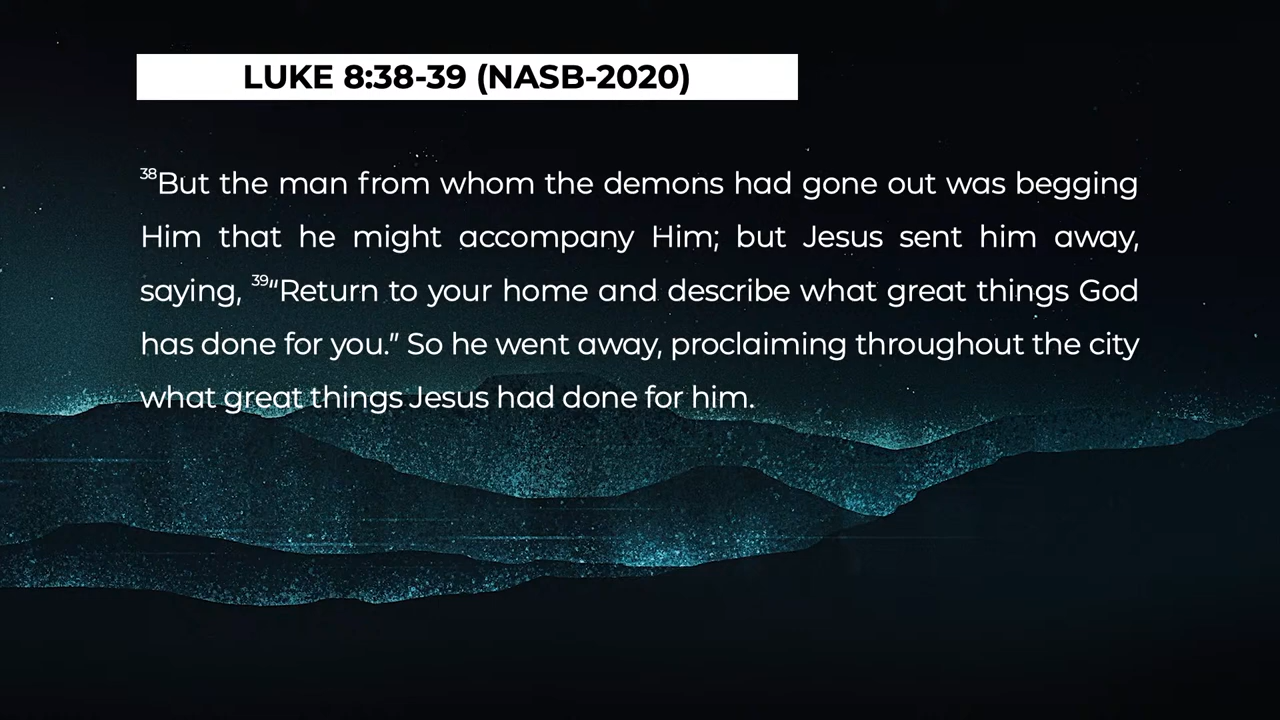 LUKE 8:38-39 (NASB-2020)
38But the man from whom the demons had gone out was begging
Him that he might accompany Him; but Jesus sent him away,
saying, 39"Return to your home and describe what great things God
has done for you." So he went away, proclaiming throughout the city
what great things Jesus had done for him.